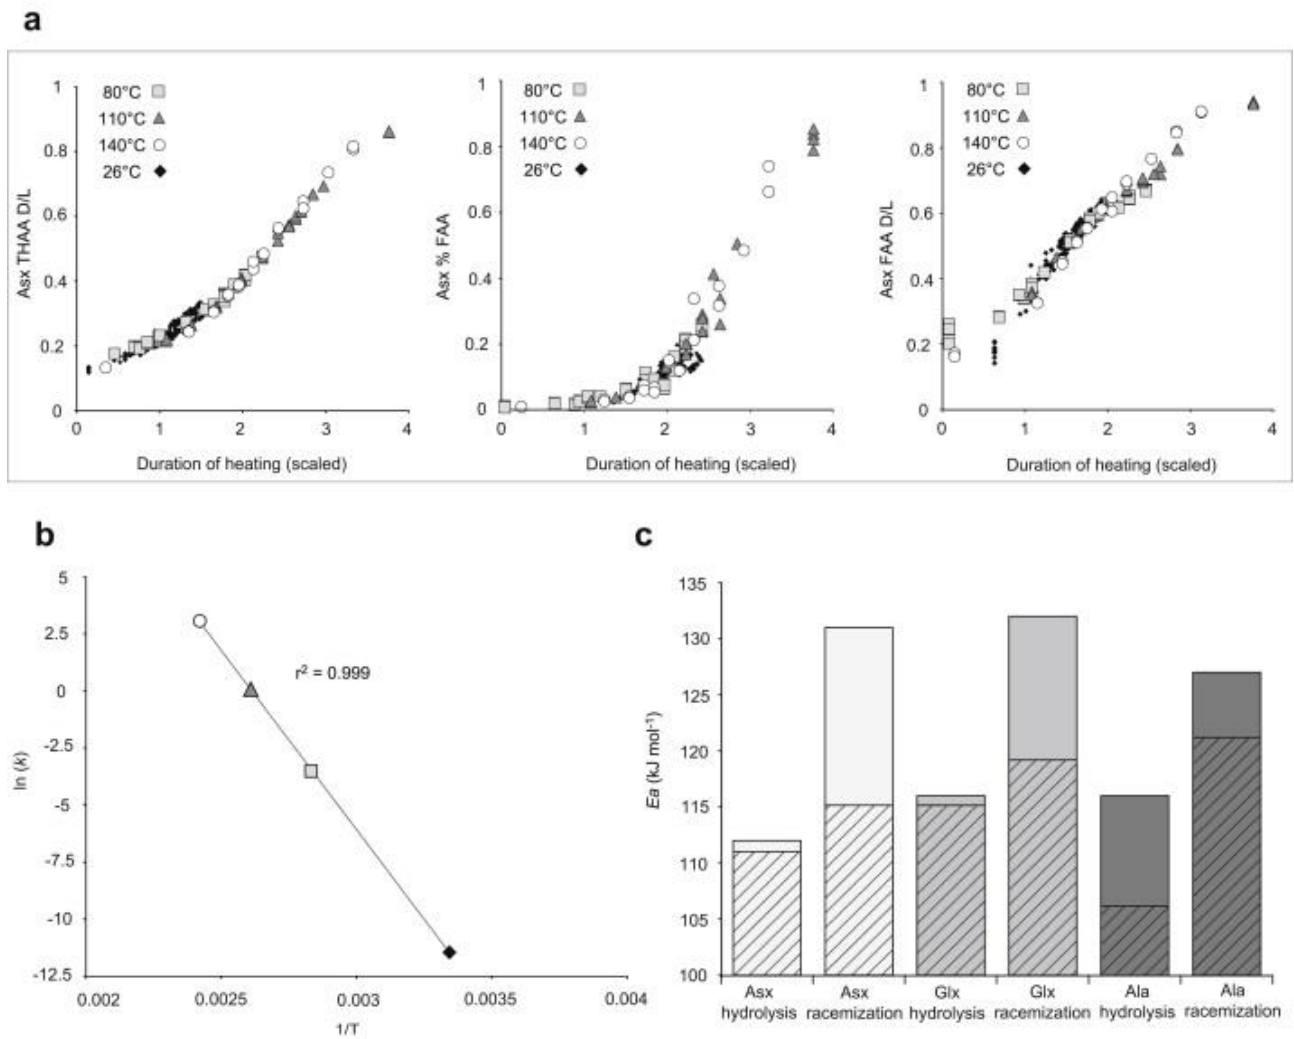 a
1
0.8
0.6
0.4
0.2
0
Asx THAA D/L
80°C
110°C
140°C
26°C
0 1 2 3 4
Duration of heating (scaled)
1
0.8
0.6
0.4
0.2
0
Asx % FAA
80°C
110°C
140°C
26°C
0 1 2 3 4
Duration of heating (scaled)
1
0.8
0.6
0.4
0.2
0
Asx FAA D/L
80°C
110°C
140°C
26°C
0 1 2 3 4
Duration of heating (scaled)
b
5
2.5
0
-2.5
-5
-7.5
-10
-12.5
ln (k)
r² = 0.999
0.002 0.0025 0.003 0.0035 0.004
1/T
c
135
130
125
120
115
110
105
100
Ea (kJ mol⁻¹)
Asx hydrolysis
Asx racemization
Glx hydrolysis
Glx racemization
Ala hydrolysis
Ala racemization